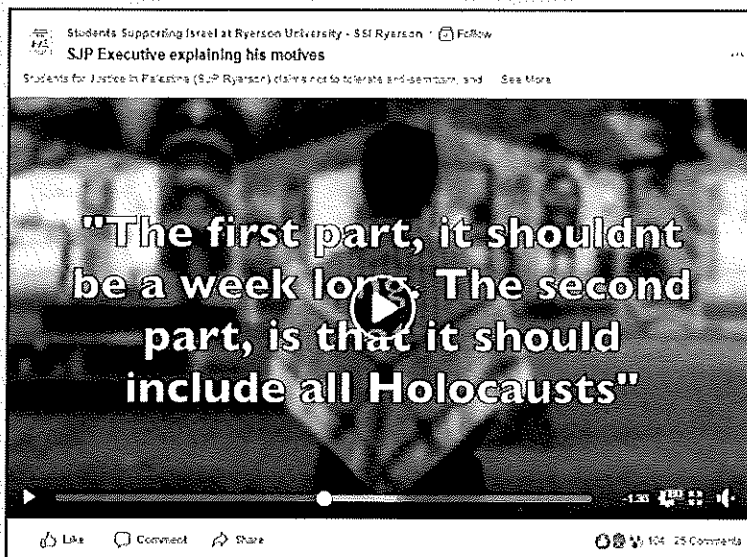 Students Supporting Israel at Ryerson University - SSI Ryerson · Follow
SJP Executive explaining his motives
Students for Justice in Palestine (SJP Ryerson) claims not to tolerate anti-semitism, and See More
"The first part, it shouldnt
be a week long. The second
part, is that it should
include all Holocausts"
Like Comment Share 104 25 Comments